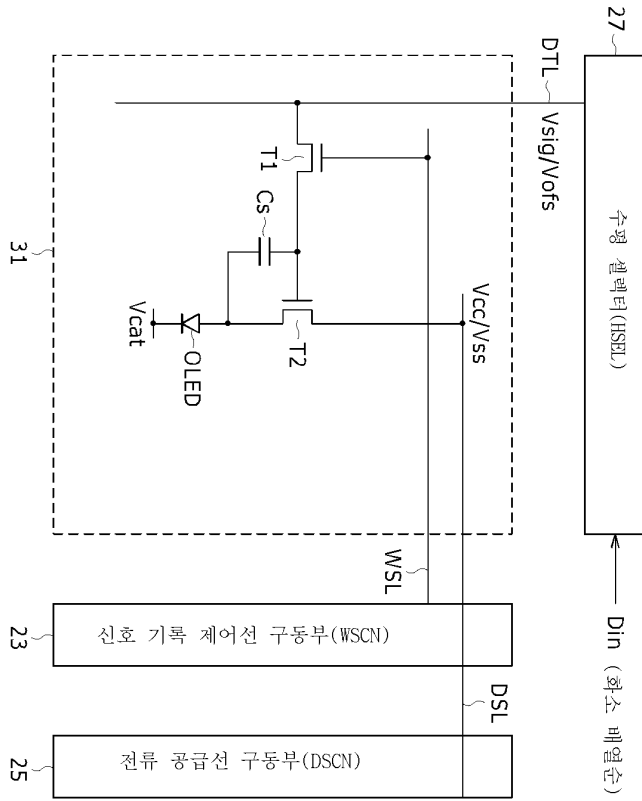 27
수평 셀렉터(HSEL)
Din (화소 배열순)
DTL
Vsig/Vofs
T1
Cs
T2
OLED
Vcat
Vcc/Vss
31
WSL
DSL
신호 기록 제어선 구동부(WSCN)
23
전류 공급선 구동부(DSCN)
25